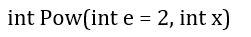 int Pow(int e = 2, int x)